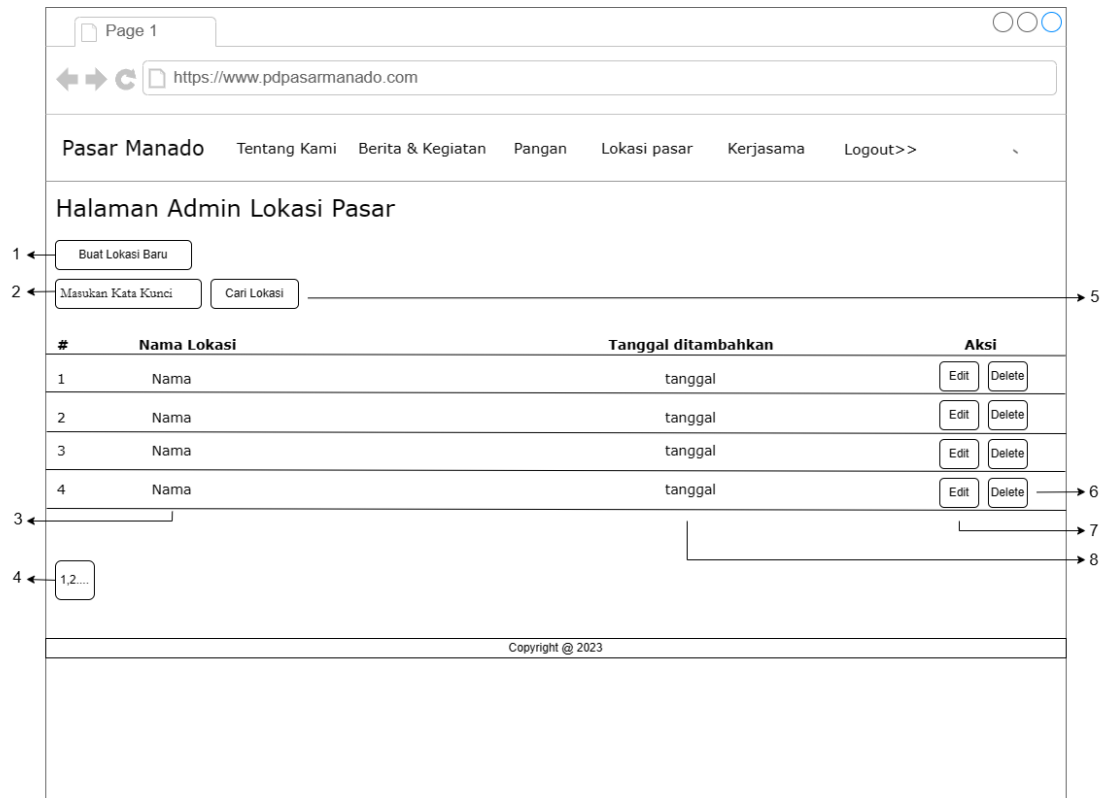 Page 1
https://www.pdpasarmanado.com
Pasar Manado Tentang Kami Berita & Kegiatan Pangan Lokasi pasar Kerjasama Logout>>
Halaman Admin Lokasi Pasar
1 Buat Lokasi Baru
2 Masukan Kata Kunci Cari Lokasi 5
# Nama Lokasi Tanggal ditambahkan Aksi
1 Nama tanggal Edit Delete
2 Nama tanggal Edit Delete
3 Nama tanggal Edit Delete
4 Nama tanggal Edit Delete 6
3 7
8
4 1,2....
Copyright @ 2023